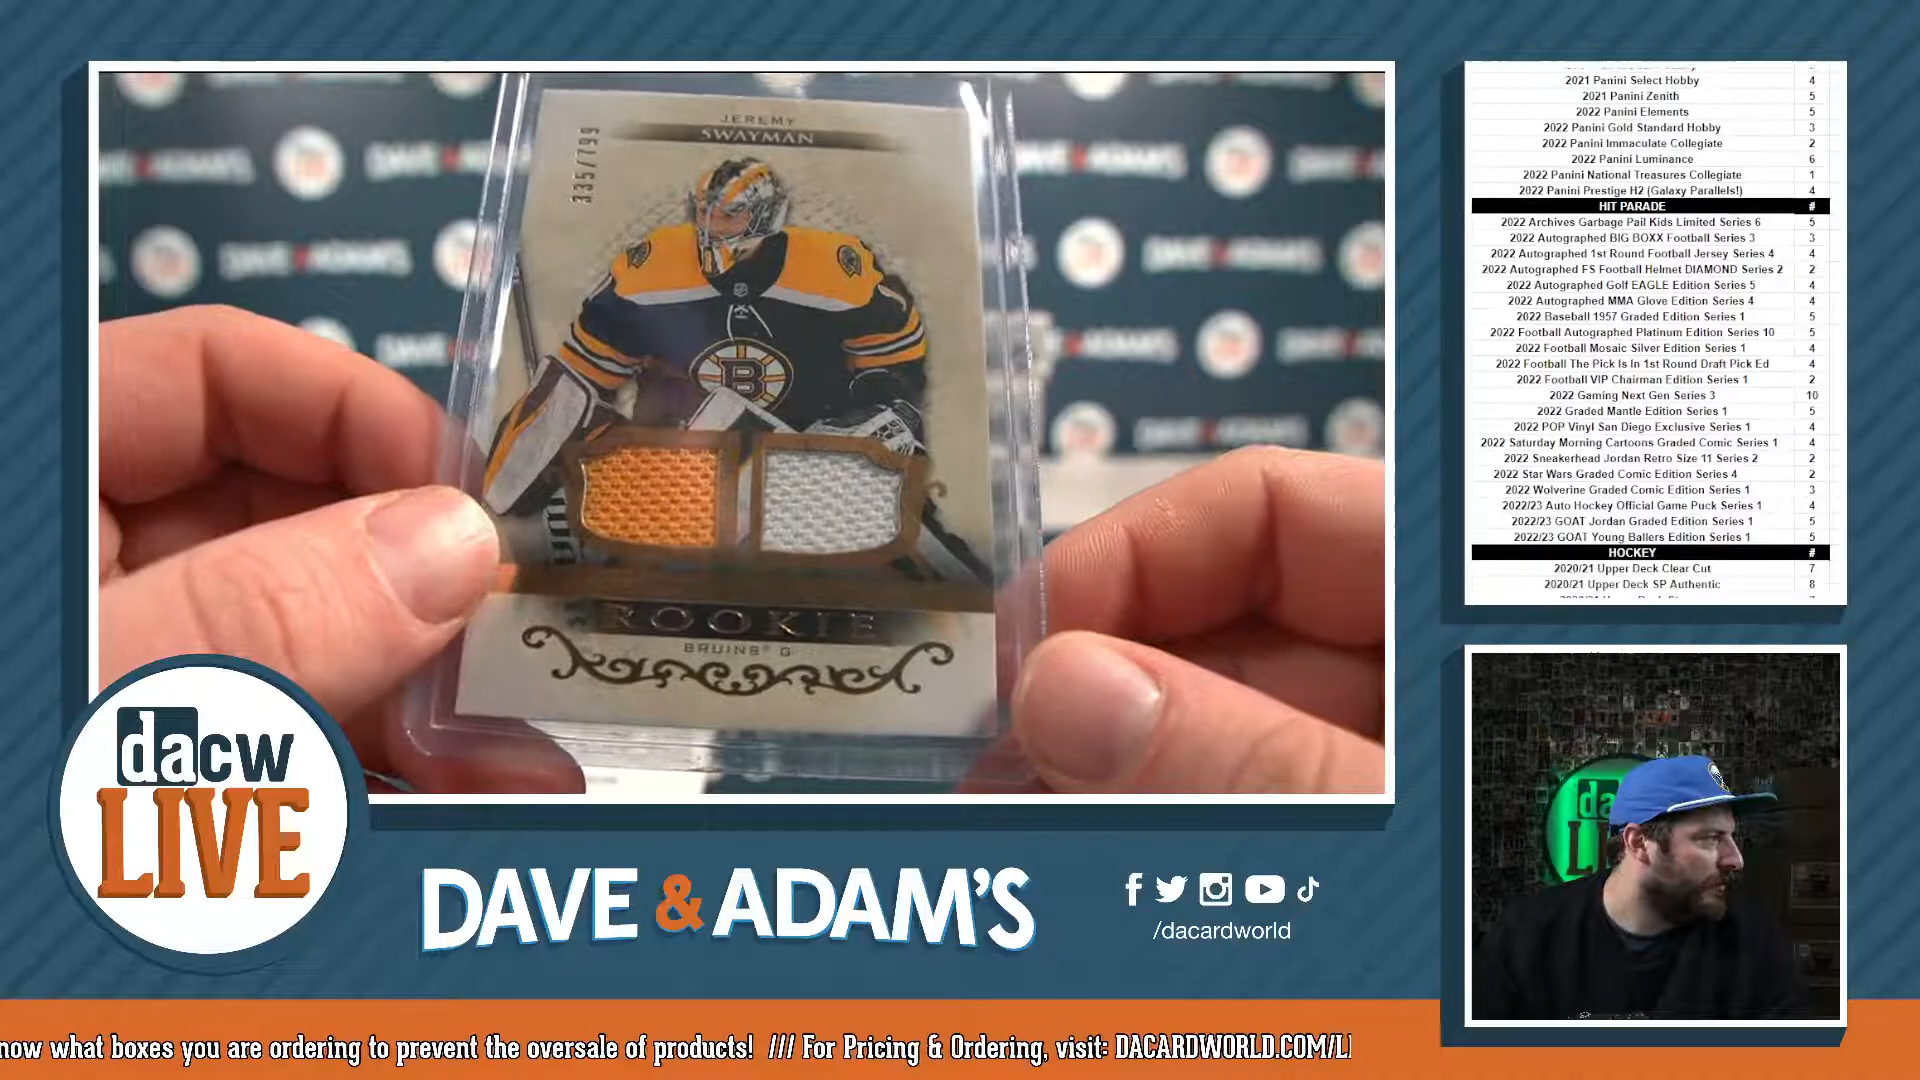 JEREMY
SWAYMAN
335/799
ROOKIE
BRUINS® G
B
DAVE & ADAM'S
dacw
LIVE
DAVE & ADAM'S
/dacardworld
now what boxes you are ordering to prevent the oversale of products! /// For Pricing & Ordering, visit: DACARDWORLD.COM/LI
2021 Panini Select Hobby 4
2021 Panini Zenith 5
2022 Panini Elements 5
2022 Panini Gold Standard Hobby 3
2022 Panini Immaculate Collegiate 2
2022 Panini Luminance 6
2022 Panini National Treasures Collegiate 1
2022 Panini Prestige H2 (Galaxy Parallels!) 4
HIT PARADE #
2022 Archives Garbage Pail Kids Limited Series 6 5
2022 Autographed BIG BOXX Football Series 3 3
2022 Autographed 1st Round Football Jersey Series 4 4
2022 Autographed FS Football Helmet DIAMOND Series 2 2
2022 Autographed Golf EAGLE Edition Series 5 4
2022 Autographed MMA Glove Edition Series 4 4
2022 Baseball 1957 Graded Edition Series 1 5
2022 Football Autographed Platinum Edition Series 10 5
2022 Football Mosaic Silver Edition Series 1 4
2022 Football The Pick Is In 1st Round Draft Pick Ed 4
2022 Football VIP Chairman Edition Series 1 2
2022 Gaming Next Gen Series 3 10
2022 Graded Mantle Edition Series 1 5
2022 POP Vinyl San Diego Exclusive Series 1 4
2022 Saturday Morning Cartoons Graded Comic Series 1 4
2022 Sneakerhead Jordan Retro Size 11 Series 2 2
2022 Star Wars Graded Comic Edition Series 4 2
2022 Wolverine Graded Comic Edition Series 1 3
2022/23 Auto Hockey Official Game Puck Series 1 4
2022/23 GOAT Jordan Graded Edition Series 1 5
2022/23 GOAT Young Ballers Edition Series 1 5
HOCKEY #
2020/21 Upper Deck Clear Cut 7
2020/21 Upper Deck SP Authentic 8
da
LI